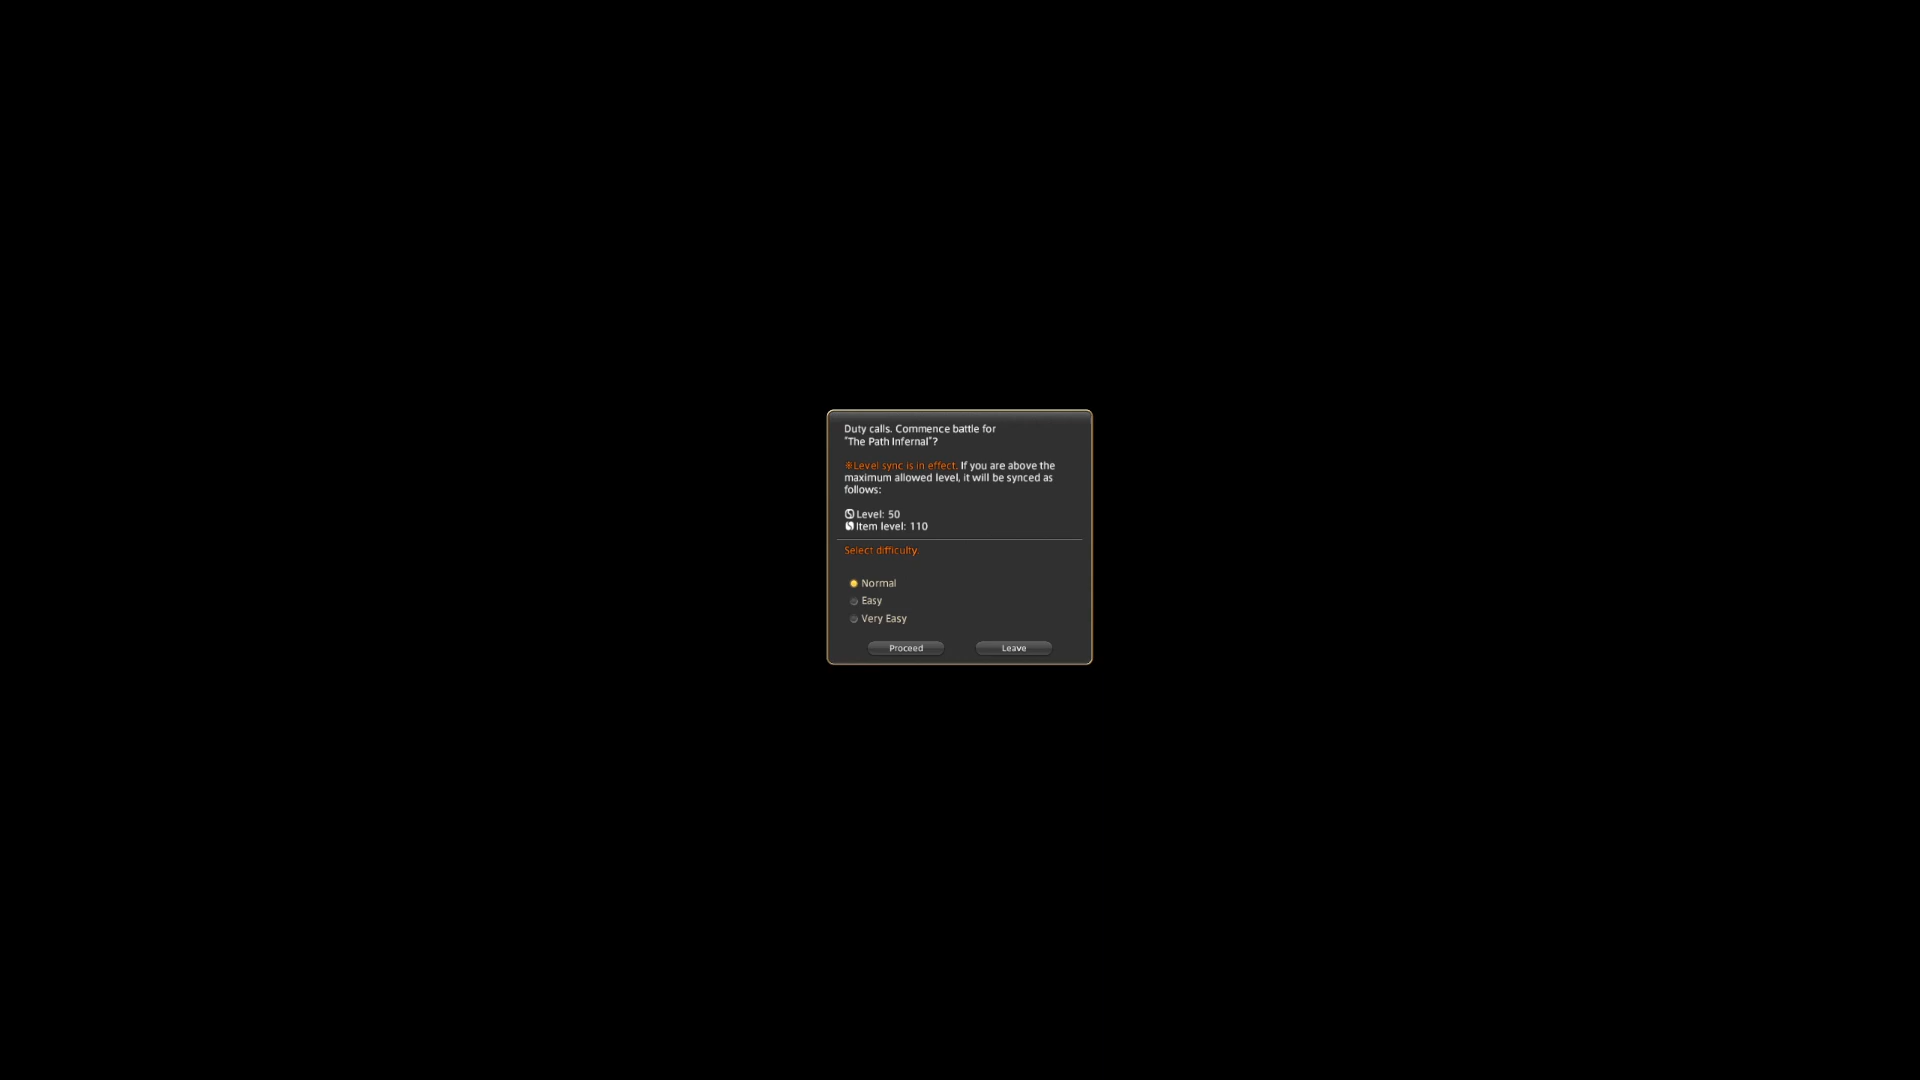 Duty calls. Commence battle for
"The Path Infernal"?
※Level sync is in effect. If you are above the
maximum allowed level, it will be synced as
follows:
Level: 50
Item level: 110
Select difficulty.
Normal
Easy
Very Easy
Proceed
Leave